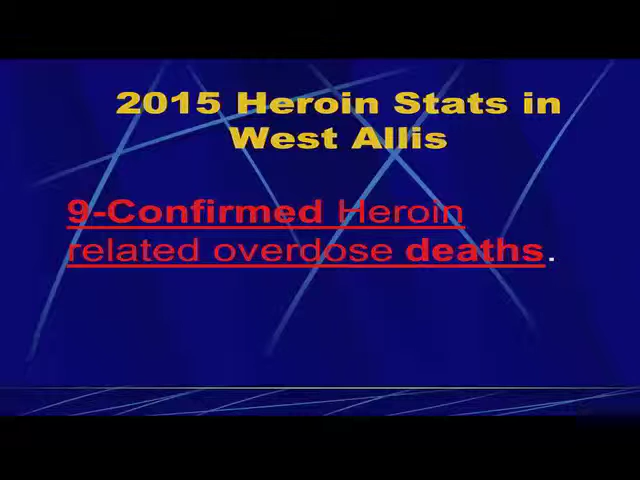 2015 Heroin Stats in
West Allis
9-Confirmed Heroin
related overdose deaths.